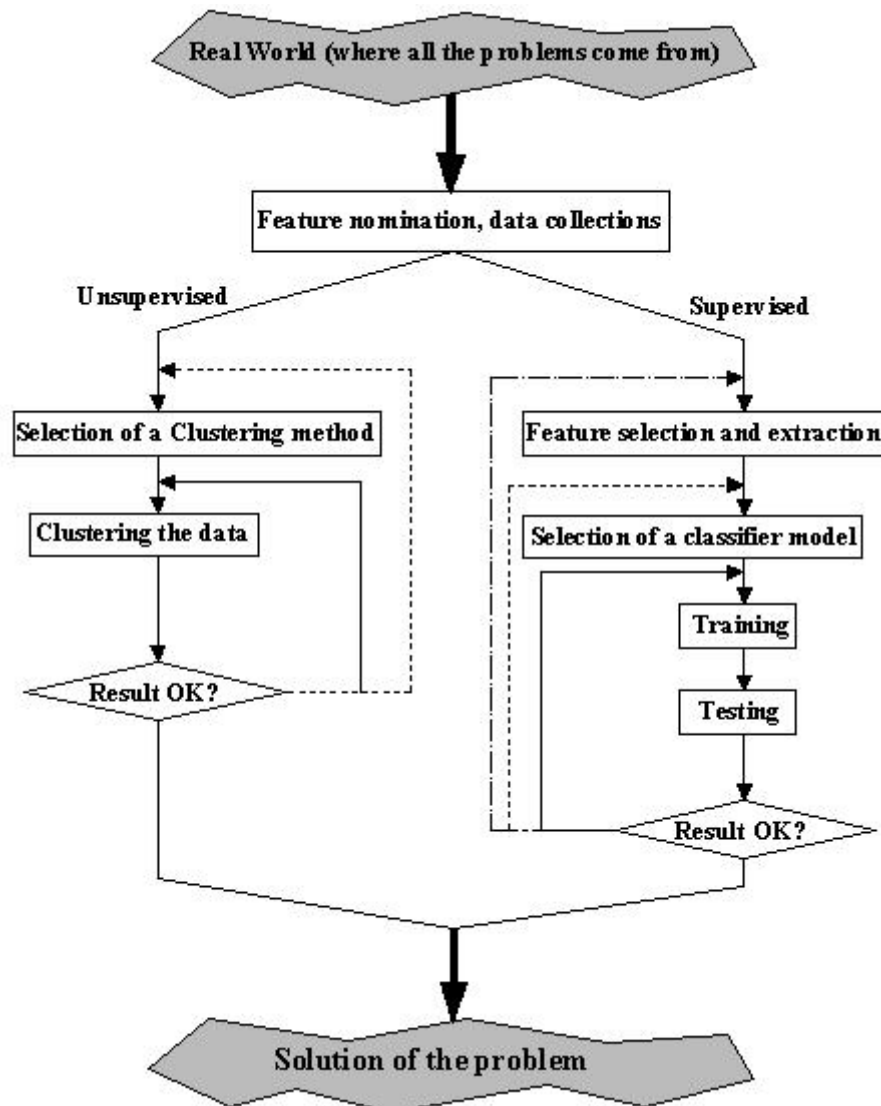 Real World (where all the problems come from)
Feature nomination, data collections
Unsupervised
Supervised
Selection of a Clustering method
Feature selection and extraction
Clustering the data
Selection of a classifier model
Training
Result OK?
Testing
Result OK?
Solution of the problem